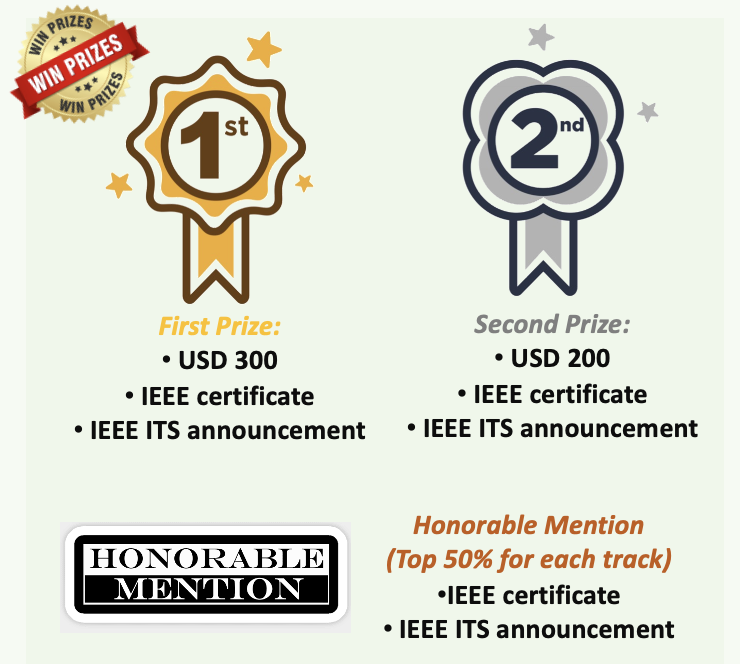 WIN PRIZES
WIN PRIZES
WIN PRIZES
1st
2nd
First Prize:
• USD 300
• IEEE certificate
• IEEE ITS announcement
Second Prize:
• USD 200
• IEEE certificate
• IEEE ITS announcement
HONORABLE
MENTION
Honorable Mention
(Top 50% for each track)
•IEEE certificate
• IEEE ITS announcement